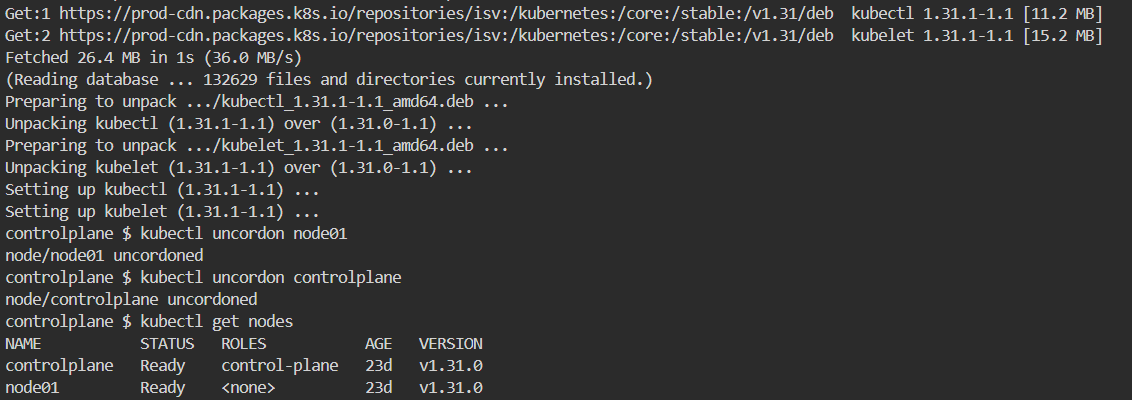 Get:1 https://prod-cdn.packages.k8s.io/repositories/isv:/kubernetes:/core:/stable:/v1.31/deb  kubectl 1.31.1-1.1 [11.2 MB]
Get:2 https://prod-cdn.packages.k8s.io/repositories/isv:/kubernetes:/core:/stable:/v1.31/deb  kubelet 1.31.1-1.1 [15.2 MB]
Fetched 26.4 MB in 1s (36.0 MB/s)
(Reading database ... 132629 files and directories currently installed.)
Preparing to unpack .../kubectl_1.31.1-1.1_amd64.deb ...
Unpacking kubectl (1.31.1-1.1) over (1.31.0-1.1) ...
Preparing to unpack .../kubelet_1.31.1-1.1_amd64.deb ...
Unpacking kubelet (1.31.1-1.1) over (1.31.0-1.1) ...
Setting up kubectl (1.31.1-1.1) ...
Setting up kubelet (1.31.1-1.1) ...
controlplane $ kubectl uncordon node01
node/node01 uncordoned
controlplane $ kubectl uncordon controlplane
node/controlplane uncordoned
controlplane $ kubectl get nodes
NAME           STATUS   ROLES           AGE   VERSION
controlplane   Ready    control-plane   23d   v1.31.0
node01         Ready    <none>          23d   v1.31.0